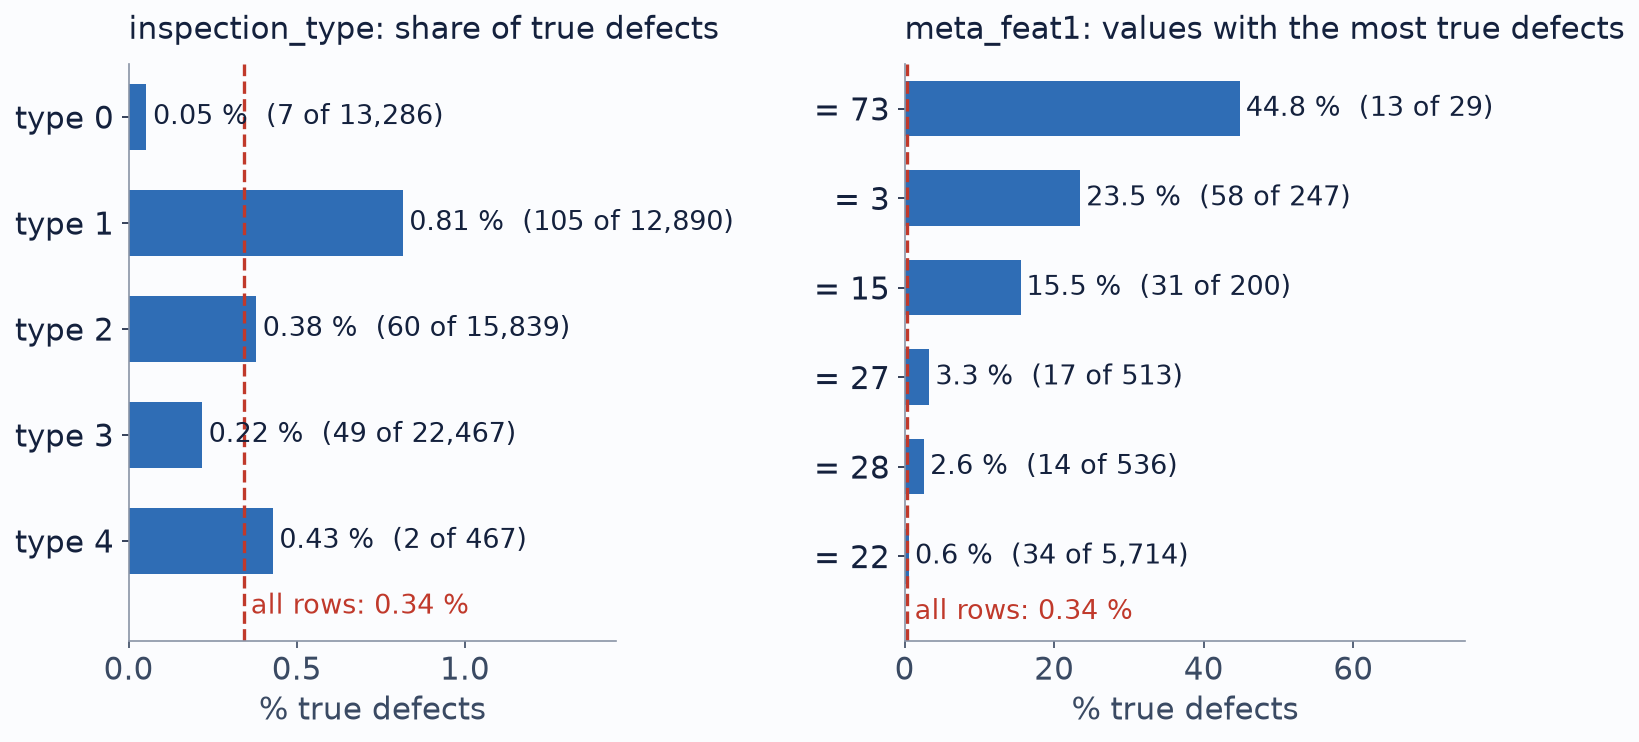 inspection_type: share of true defects
type 0
0.05 % (7 of 13,286)
type 1
0.81 % (105 of 12,890)
type 2
0.38 % (60 of 15,839)
type 3
0.22 % (49 of 22,467)
type 4
0.43 % (2 of 467)
all rows: 0.34 %
0.0 0.5 1.0
% true defects
meta_feat1: values with the most true defects
= 73
44.8 % (13 of 29)
= 3
23.5 % (58 of 247)
= 15
15.5 % (31 of 200)
= 27
3.3 % (17 of 513)
= 28
2.6 % (14 of 536)
= 22
0.6 % (34 of 5,714)
all rows: 0.34 %
0 20 40 60
% true defects